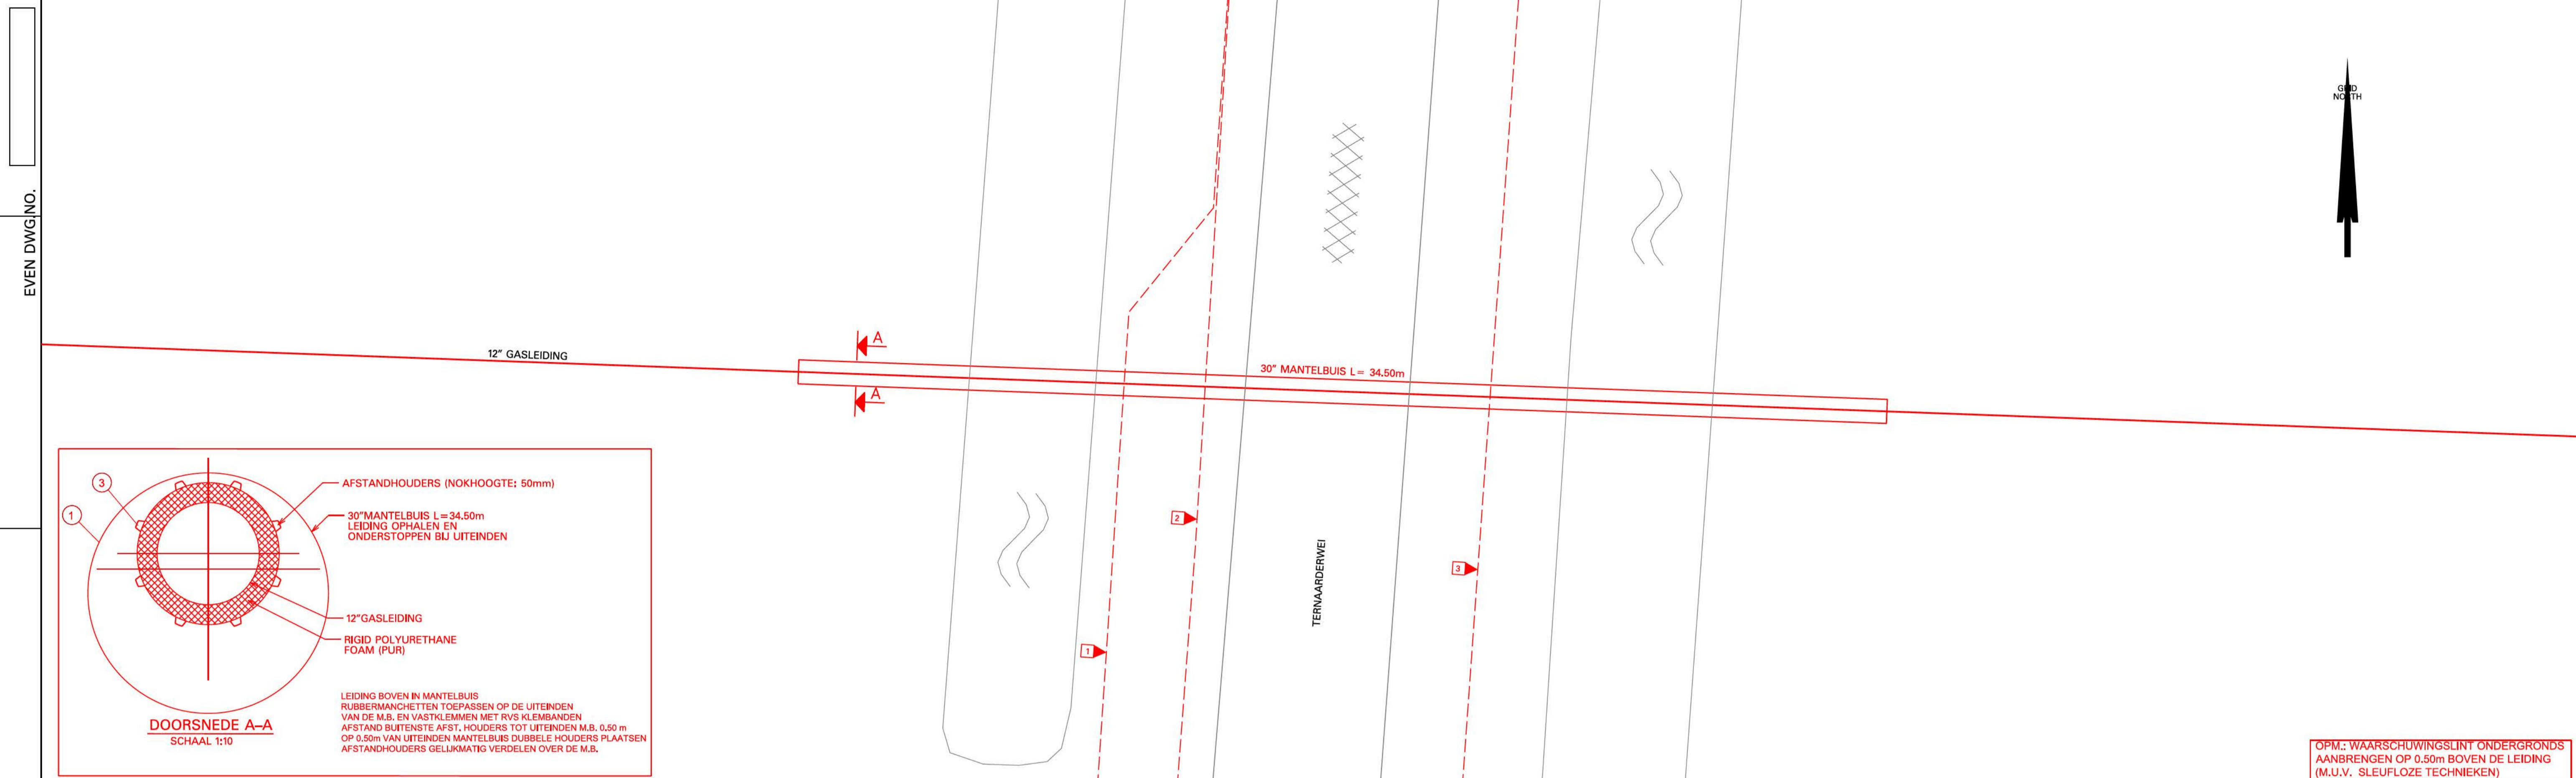 EVEN DWG.NO.
GRID
NORTH
12" GASLEIDING
A
A
30" MANTELBUIS L= 34.50m
3
1
AFSTANDHOUDERS (NOKHOOGTE: 50mm)
30"MANTELBUIS L=34.50m
LEIDING OPHALEN EN
ONDERSTOPPEN BIJ UITEINDEN
12"GASLEIDING
RIGID POLYURETHANE
FOAM (PUR)
LEIDING BOVEN IN MANTELBUIS
RUBBERMANCHETTEN TOEPASSEN OP DE UITEINDEN
VAN DE M.B. EN VASTKLEMMEN MET RVS KLEMBANDEN
AFSTAND BUITENSTE AFST. HOUDERS TOT UITEINDEN M.B. 0.50 m
OP 0.50m VAN UITEINDEN MANTELBUIS DUBBELE HOUDERS PLAATSEN
AFSTANDHOUDERS GELIJKMATIG VERDELEN OVER DE M.B.
DOORSNEDE A-A
SCHAAL 1:10
1
2
TERNAARDERWEI
3
OPM.: WAARSCHUWINGSLINT ONDERGRONDS
AANBRENGEN OP 0.50m BOVEN DE LEIDING
(M.U.V. SLEUFLOZE TECHNIEKEN)